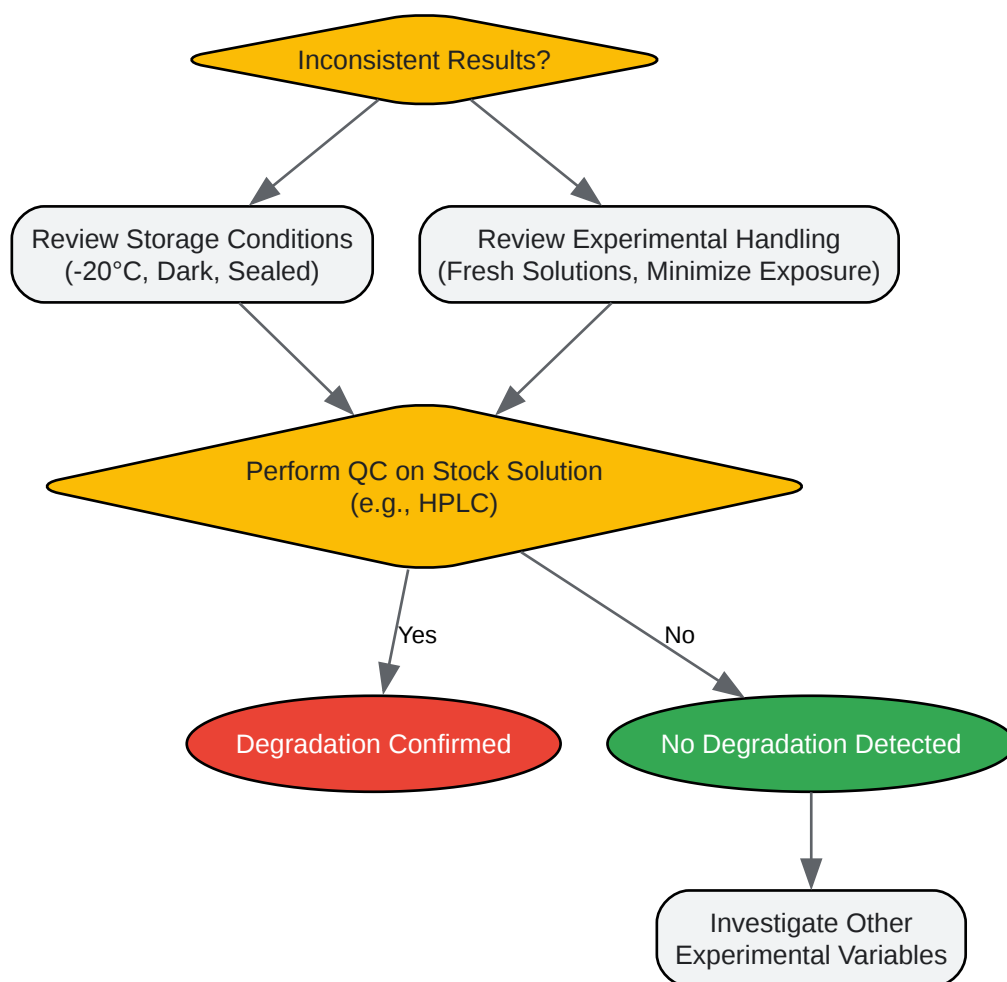 Inconsistent Results?
Review Storage Conditions
(-20°C, Dark, Sealed)
Review Experimental Handling
(Fresh Solutions, Minimize Exposure)
Perform QC on Stock Solution
(e.g., HPLC)
Yes
No
Degradation Confirmed
No Degradation Detected
Investigate Other
Experimental Variables